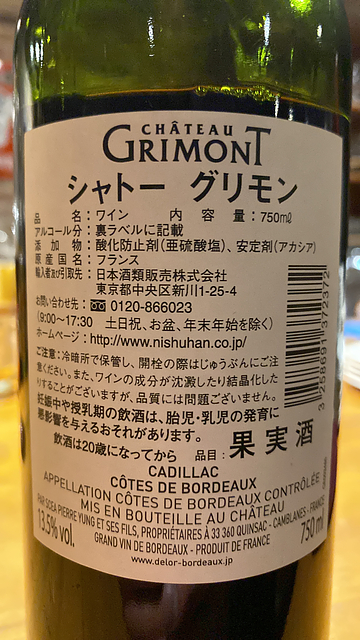 CHÂTEAU
GRIMONT
シャトー グリモン
品名：ワイン 内容量：750mℓ
アルコール分：裏ラベルに記載
添加物：酸化防止剤（亜硫酸塩）、安定剤（アカシア）
原産国名：フランス
輸入者及び引取先：日本酒類販売株式会社
東京都中央区新川1-25-4
お問い合わせ先：0120-866023
（9:00～17:30 土日祝、お盆、年末年始を除く）
ホームページ：http://www.nishuhan.co.jp/
ご注意：冷暗所で保管し、開栓の際はじゅうぶんにご注
意ください。また、ワインの成分が沈澱したり結晶化した
りすることがございますが、品質には問題ございません。
妊娠中や授乳期の飲酒は、胎児・乳児の発育に
悪影響を与えるおそれがあります。
飲酒は20歳になってから 品目：果実酒
3 258691 372372
CADILLAC
CÔTES DE BORDEAUX
APPELLATION CÔTES DE BORDEAUX CONTRÔLÉE
MIS EN BOUTEILLE AU CHÂTEAU
PAR SCEA PIERRE YUNG ET SES FILS, PROPRIÉTAIRES À 33 360 QUINSAC - CAMBLANES - FRANCE
13.5% vol. GRAND VIN DE BORDEAUX - PRODUIT DE FRANCE 750 ml
www.delor-bordeaux.jp